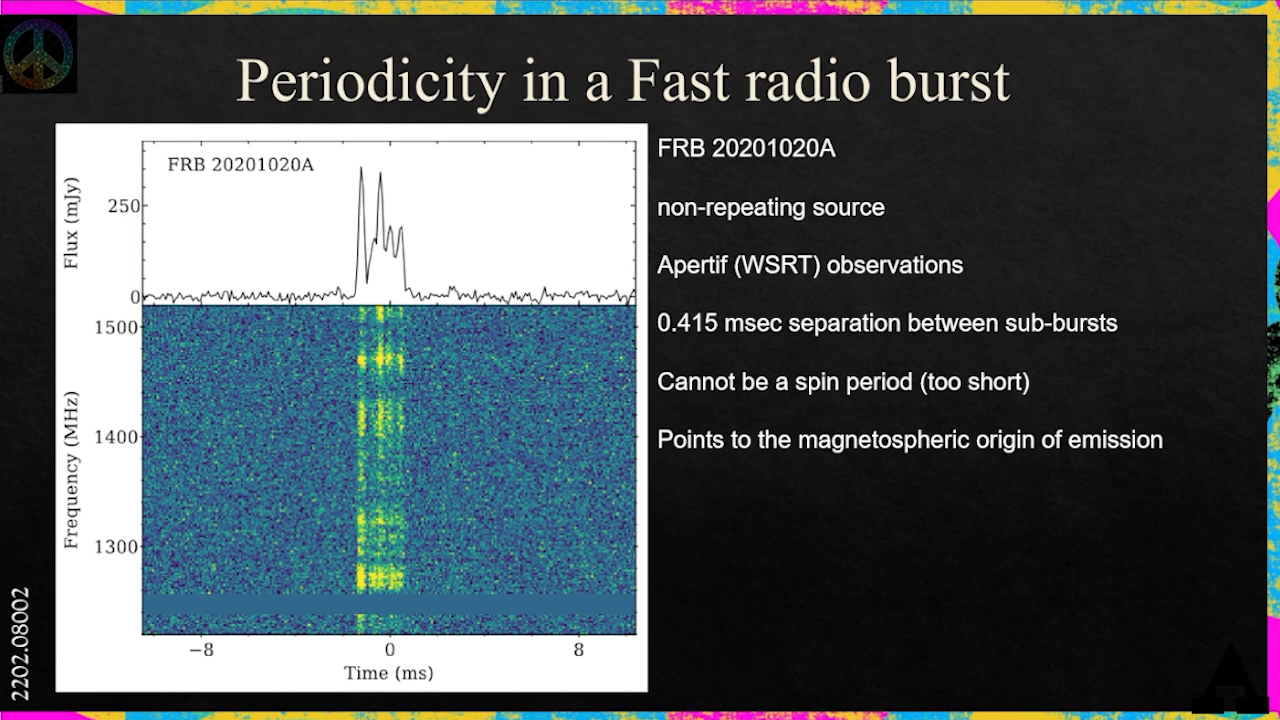 Periodicity in a Fast radio burst
FRB 20201020A
Flux (mJy)
250
0
1500
1400
1300
Frequency (MHz)
−8
0
8
Time (ms)
FRB 20201020A
non-repeating source
Apertif (WSRT) observations
0.415 msec separation between sub-bursts
Cannot be a spin period (too short)
Points to the magnetospheric origin of emission
2202.08002